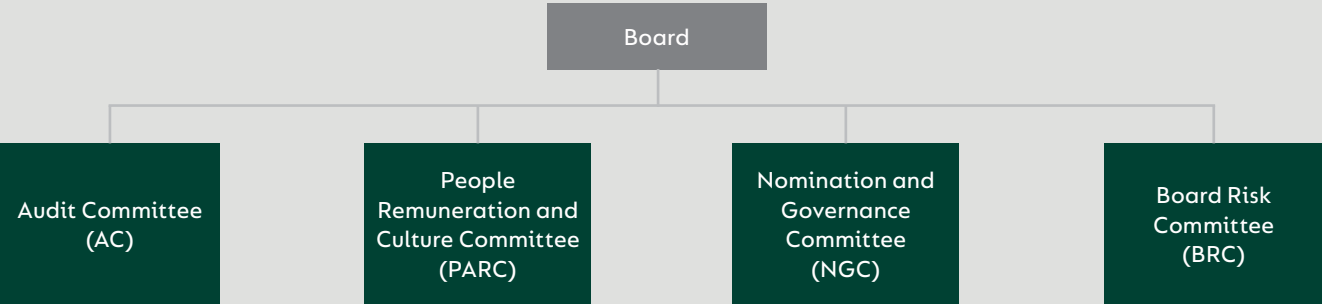 Board
Audit Committee
(AC)
People
Remuneration and
Culture Committee
(PARC)
Nomination and
Governance
Committee
(NGC)
Board Risk
Committee
(BRC)